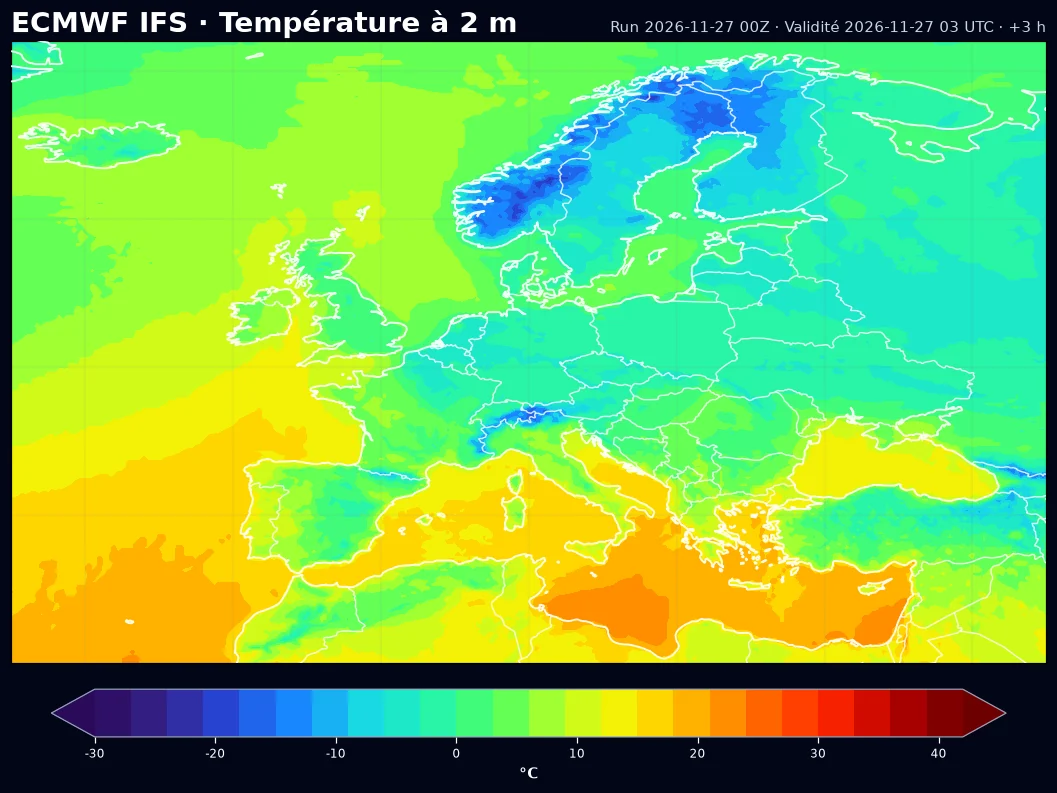 ECMWF IFS · Température à 2 m
Run 2026-11-27 00Z · Validité 2026-11-27 03 UTC · +3 h
-30 -20 -10 0 10 20 30 40
°C